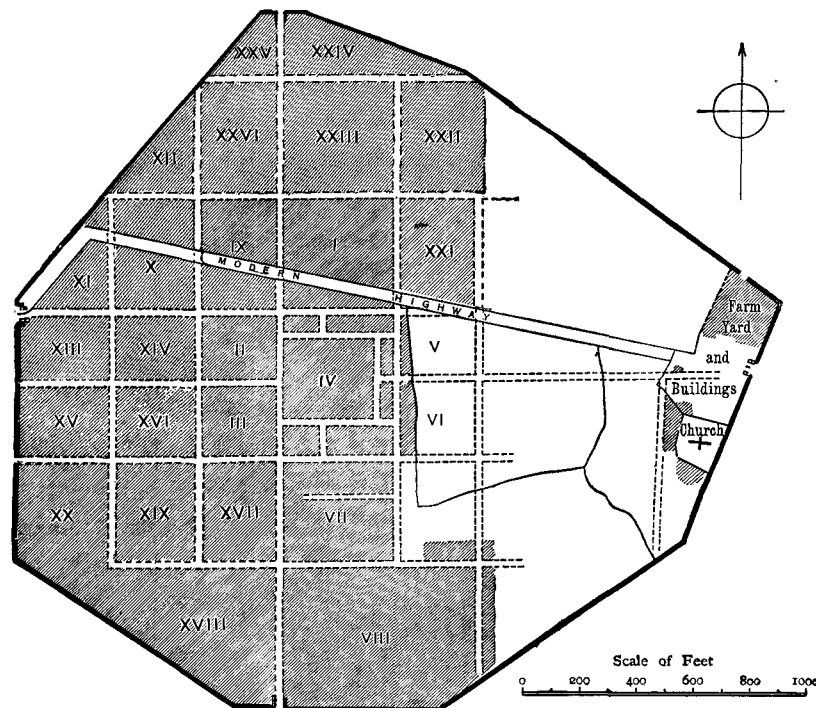 XXV XXIV
XXVI XXIII XXII
XII
IX I XXI
X
XI
MODERN HIGHWAY
Farm
Yard
and
Buildings
Church
XIII XIV II V
IV
XV XVI III VI
XX XIX XVII VII
XVIII VIII
Scale of Feet
0 200 400 600 800 1000